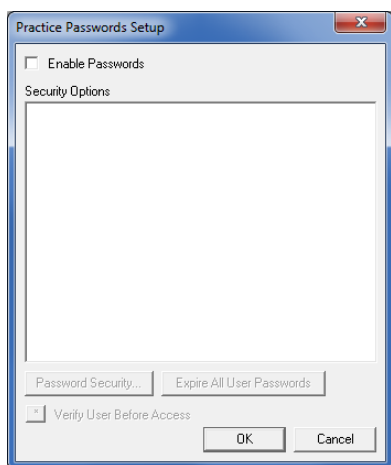 Practice Passwords Setup
Enable Passwords
Security Options
Password Security... Expire All User Passwords
* Verify User Before Access
OK Cancel